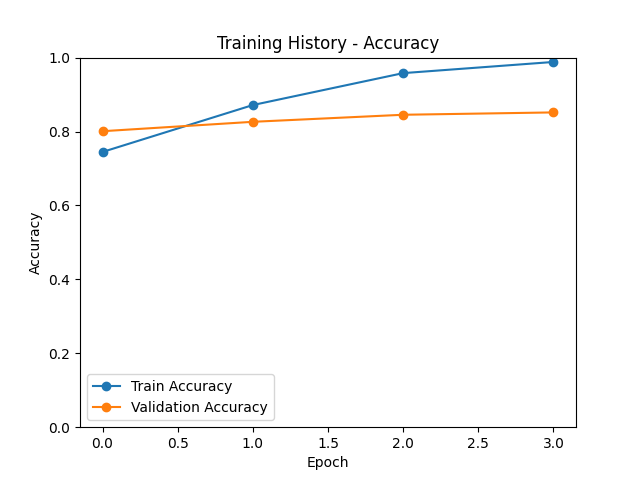 Training History - Accuracy
1.0
0.8
0.6
0.4
0.2
0.0
Accuracy
Train Accuracy
Validation Accuracy
0.0 0.5 1.0 1.5 2.0 2.5 3.0
Epoch